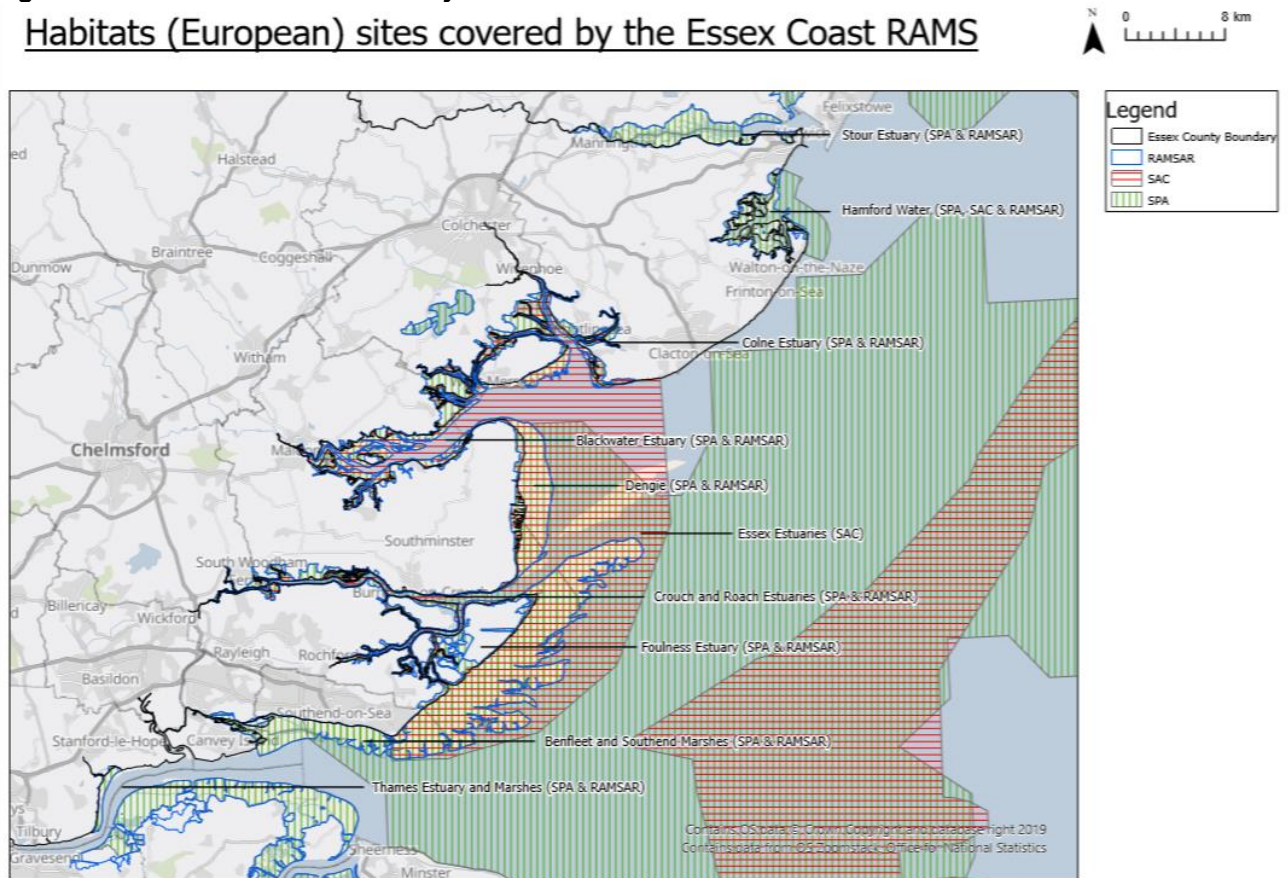 Habitats (European) sites covered by the Essex Coast RAMS
N
0 8 km
Legend
Essex County Boundary
RAMSAR
SAC
SPA
Felixstowe
Stour Estuary (SPA & RAMSAR)
Halstead
Hamford Water (SPA, SAC & RAMSAR)
Colchester
Braintree
Coggeshall
Dunmow
Walton-on-the-Naze
Frinton-on-Sea
Colne Estuary (SPA & RAMSAR)
Clacton-on-Sea
Witham
Blackwater Estuary (SPA & RAMSAR)
Chelmsford
Dengie (SPA & RAMSAR)
Essex Estuaries (SAC)
Southminster
South Woodham
Crouch and Roach Estuaries (SPA & RAMSAR)
Billericay
Wickford
Foulness Estuary (SPA & RAMSAR)
Rayleigh
Basildon
Southend-on-Sea
Stanford-le-Hope
Canvey Island
Benfleet and Southend Marshes (SPA & RAMSAR)
Thames Estuary and Marshes (SPA & RAMSAR)
Tilbury
Contains OS data © Crown Copyright and database right 2019
Contains data from OS Zoomstack. Office for National Statistics
Sheerness
Minster